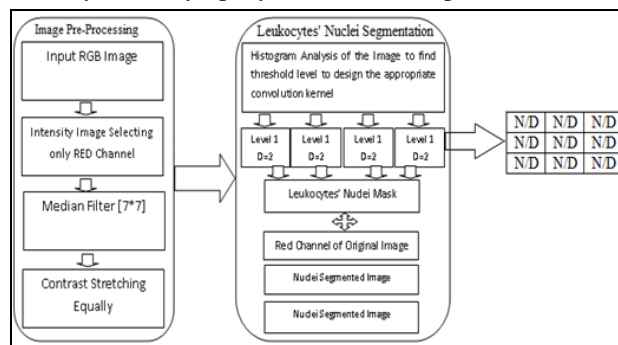 Image Pre-Processing
Input RGB Image
Intensity Image Selecting
only RED Channel
Median Filter [7*7]
Contrast Stretching
Equally
Leukocytes' Nuclei Segmentation
Histogram Analysis of the Image to find
threshold level to design the appropriate
convolution kernel
Level 1
D=2
Level 1
D=2
Level 1
D=2
Level 1
D=2
Leukocytes' Nuclei Mask
Red Channel of Original Image
Nuclei Segmented Image
Nuclei Segmented Image
N/D N/D N/D
N/D N/D N/D
N/D N/D N/D